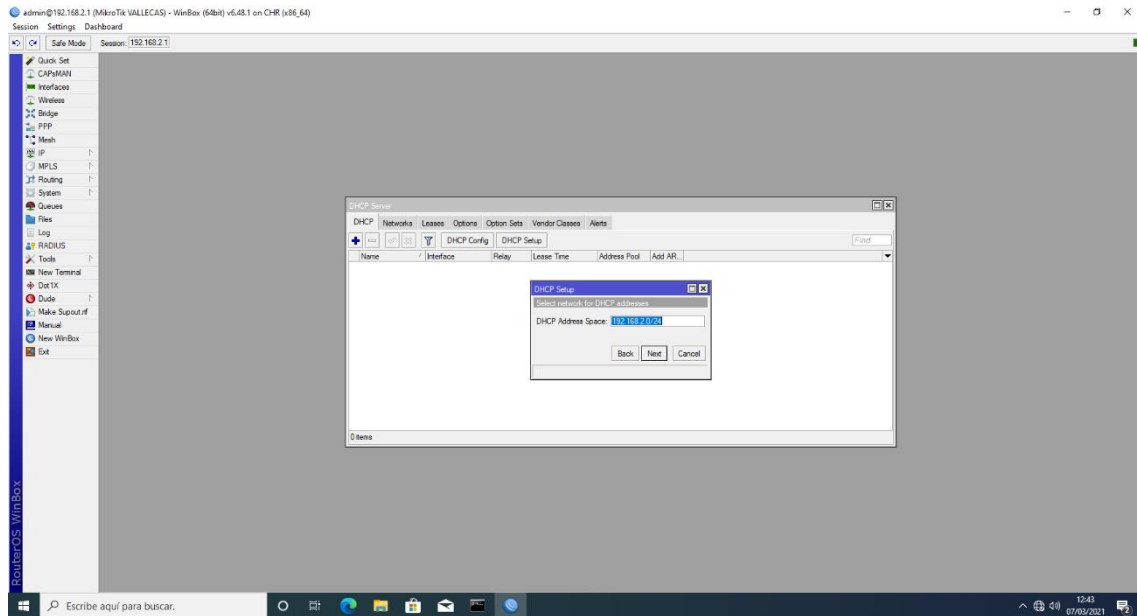 admin@192.168.2.1 (MikroTik VALLECAS) - WinBox (64bit) v6.48.1 on CHR (x86_64)
Session Settings Dashboard
Safe Mode Session: 192.168.2.1
Quick Set
CAPsMAN
Interfaces
Wireless
Bridge
PPP
Mesh
IP
MPLS
Routing
System
Queues
Files
Log
RADIUS
Tools
New Terminal
Dot1X
Dude
Make Supout.rif
Manual
New WinBox
Exit
RouterOS WinBox
DHCP Server
DHCP Networks Leases Options Option Sets Vendor Classes Alerts
DHCP Config DHCP Setup Find
Name Interface Relay Lease Time Address Pool Add AR...
DHCP Setup
Select network for DHCP addresses
DHCP Address Space: 192.168.2.0/24
Back Next Cancel
0 items
Escribe aquí para buscar.
12:43
07/03/2021